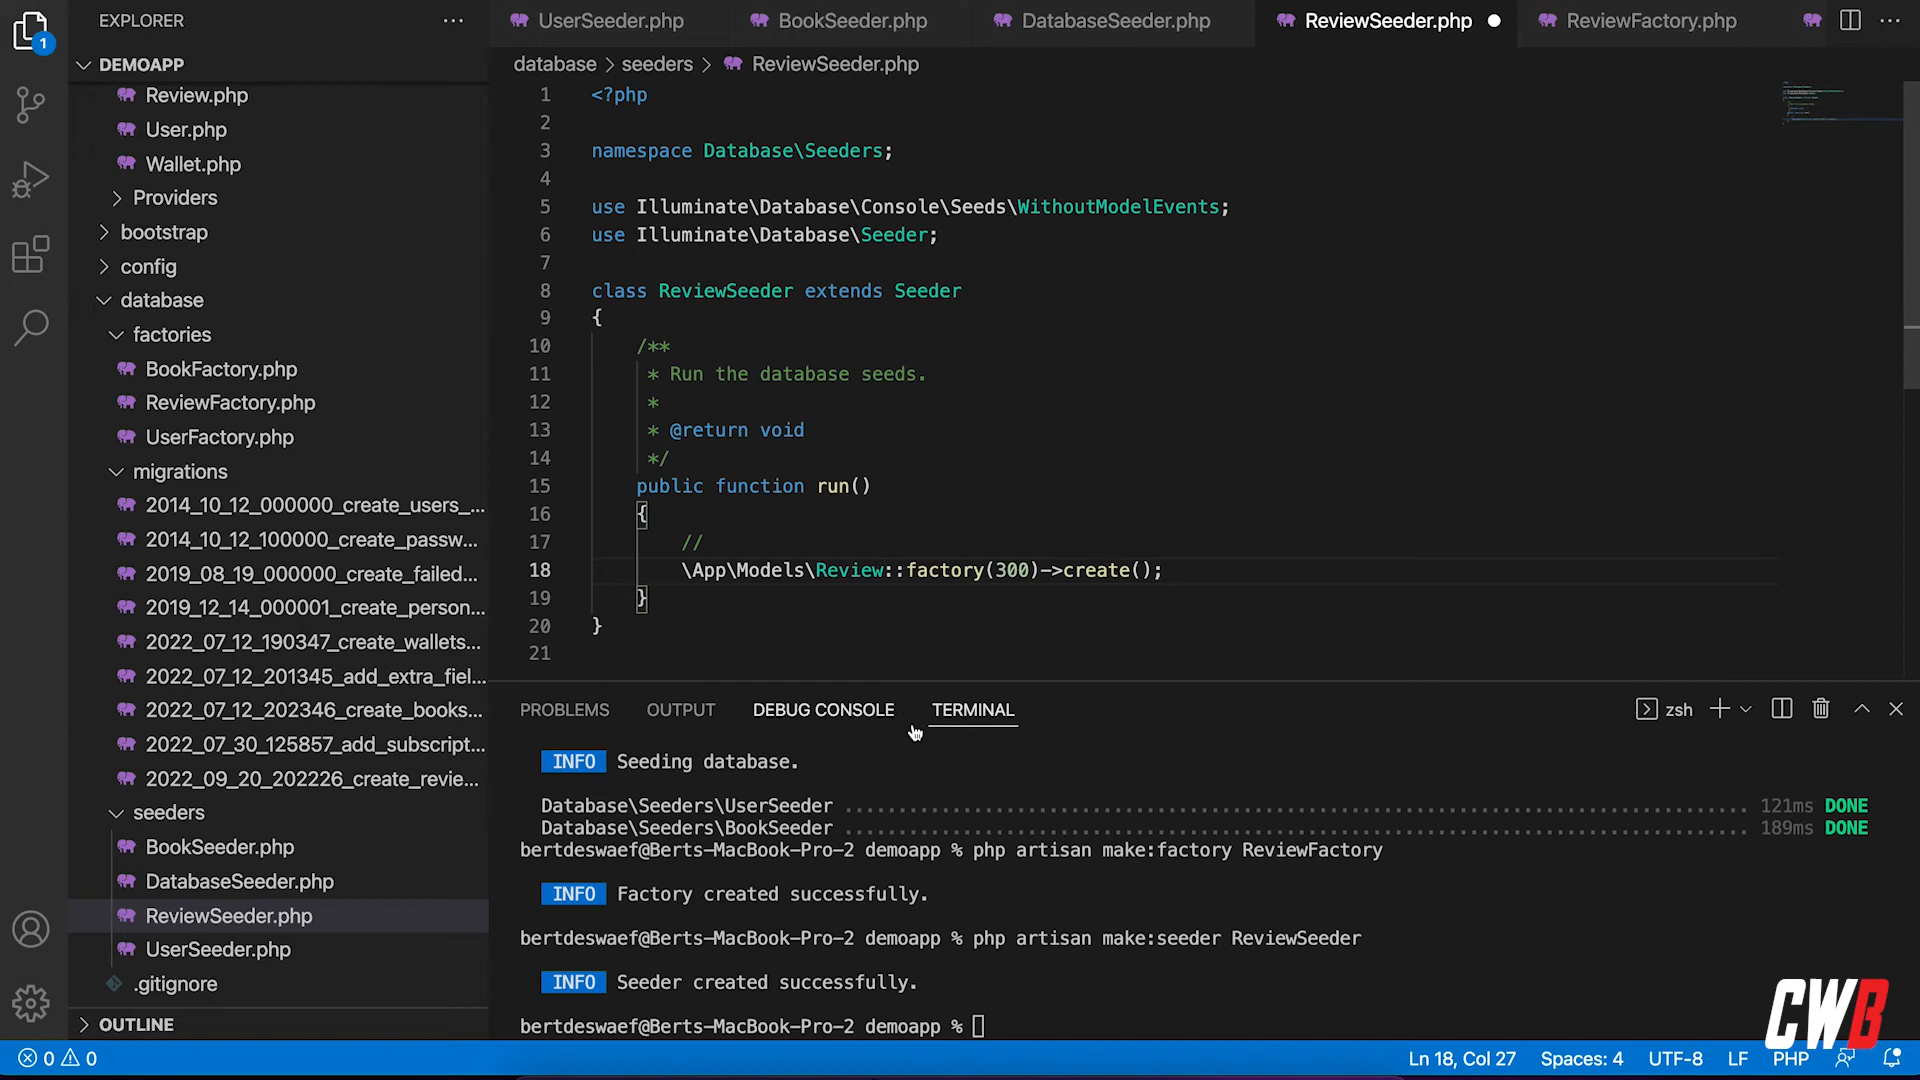 EXPLORER
1
DEMOAPP
Review.php
User.php
Wallet.php
Providers
bootstrap
config
database
factories
BookFactory.php
ReviewFactory.php
UserFactory.php
migrations
2014_10_12_000000_create_users_...
2014_10_12_100000_create_passw...
2019_08_19_000000_create_failed...
2019_12_14_000001_create_person...
2022_07_12_190347_create_wallets...
2022_07_12_201345_add_extra_fiel...
2022_07_12_202346_create_books...
2022_07_30_125857_add_subscript...
2022_09_20_202226_create_revie...
seeders
BookSeeder.php
DatabaseSeeder.php
ReviewSeeder.php
UserSeeder.php
.gitignore
OUTLINE
UserSeeder.php BookSeeder.php DatabaseSeeder.php ReviewSeeder.php ReviewFactory.php
database > seeders > ReviewSeeder.php
1 <?php
2
3 namespace Database\Seeders;
4
5 use Illuminate\Database\Console\Seeds\WithoutModelEvents;
6 use Illuminate\Database\Seeder;
7
8 class ReviewSeeder extends Seeder
9 {
10 /**
11 * Run the database seeds.
12 *
13 * @return void
14 */
15 public function run()
16 {
17 //
18 \App\Models\Review::factory(300)->create();
19 }
20 }
21
PROBLEMS OUTPUT DEBUG CONSOLE TERMINAL zsh
INFO Seeding database.
Database\Seeders\UserSeeder ........ 121ms DONE
Database\Seeders\BookSeeder ........ 189ms DONE
bertdeswaef@Berts-MacBook-Pro-2 demoapp % php artisan make:factory ReviewFactory
INFO Factory created successfully.
bertdeswaef@Berts-MacBook-Pro-2 demoapp % php artisan make:seeder ReviewSeeder
INFO Seeder created successfully.
bertdeswaef@Berts-MacBook-Pro-2 demoapp %
CWB
0 0 Ln 18, Col 27 Spaces: 4 UTF-8 LF PHP